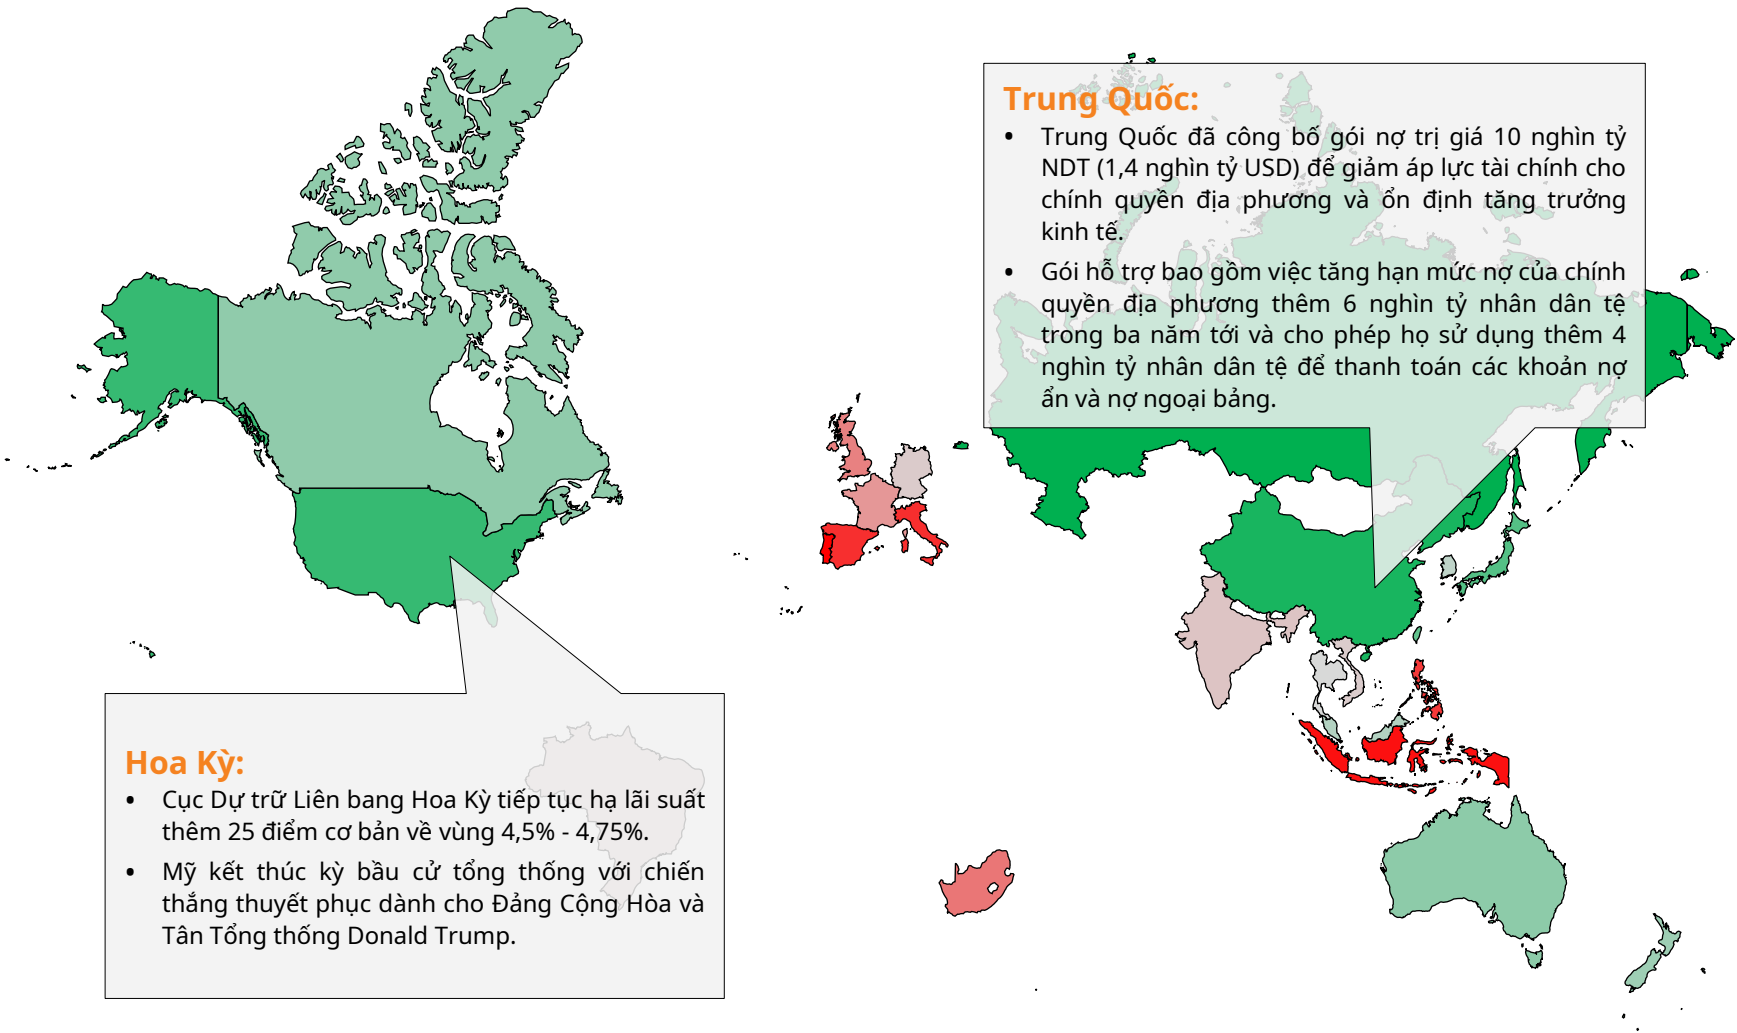 Trung Quốc:
• Trung Quốc đã công bố gói nợ trị giá 10 nghìn tỷ
NDT (1,4 nghìn tỷ USD) để giảm áp lực tài chính cho
chính quyền địa phương và ổn định tăng trưởng
kinh tế.
• Gói hỗ trợ bao gồm việc tăng hạn mức nợ của chính
quyền địa phương thêm 6 nghìn tỷ nhân dân tệ
trong ba năm tới và cho phép họ sử dụng thêm 4
nghìn tỷ nhân dân tệ để thanh toán các khoản nợ
ẩn và nợ ngoại bảng.
Hoa Kỳ:
• Cục Dự trữ Liên bang Hoa Kỳ tiếp tục hạ lãi suất
thêm 25 điểm cơ bản về vùng 4,5% - 4,75%.
• Mỹ kết thúc kỳ bầu cử tổng thống với chiến
thắng thuyết phục dành cho Đảng Cộng Hòa và
Tân Tổng thống Donald Trump.